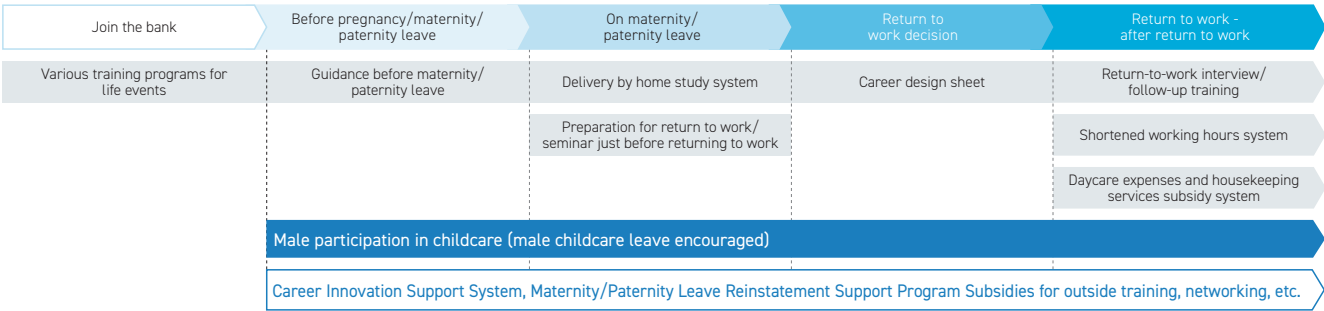 Join the bank
Before pregnancy/maternity/
paternity leave
On maternity/
paternity leave
Return to
work decision
Return to work -
after return to work
Various training programs for
life events
Guidance before maternity/
paternity leave
Delivery by home study system
Career design sheet
Return-to-work interview/
follow-up training
Preparation for return to work/
seminar just before returning to work
Shortened working hours system
Daycare expenses and housekeeping
services subsidy system
Male participation in childcare (male childcare leave encouraged)
Career Innovation Support System, Maternity/Paternity Leave Reinstatement Support Program Subsidies for outside training, networking, etc.